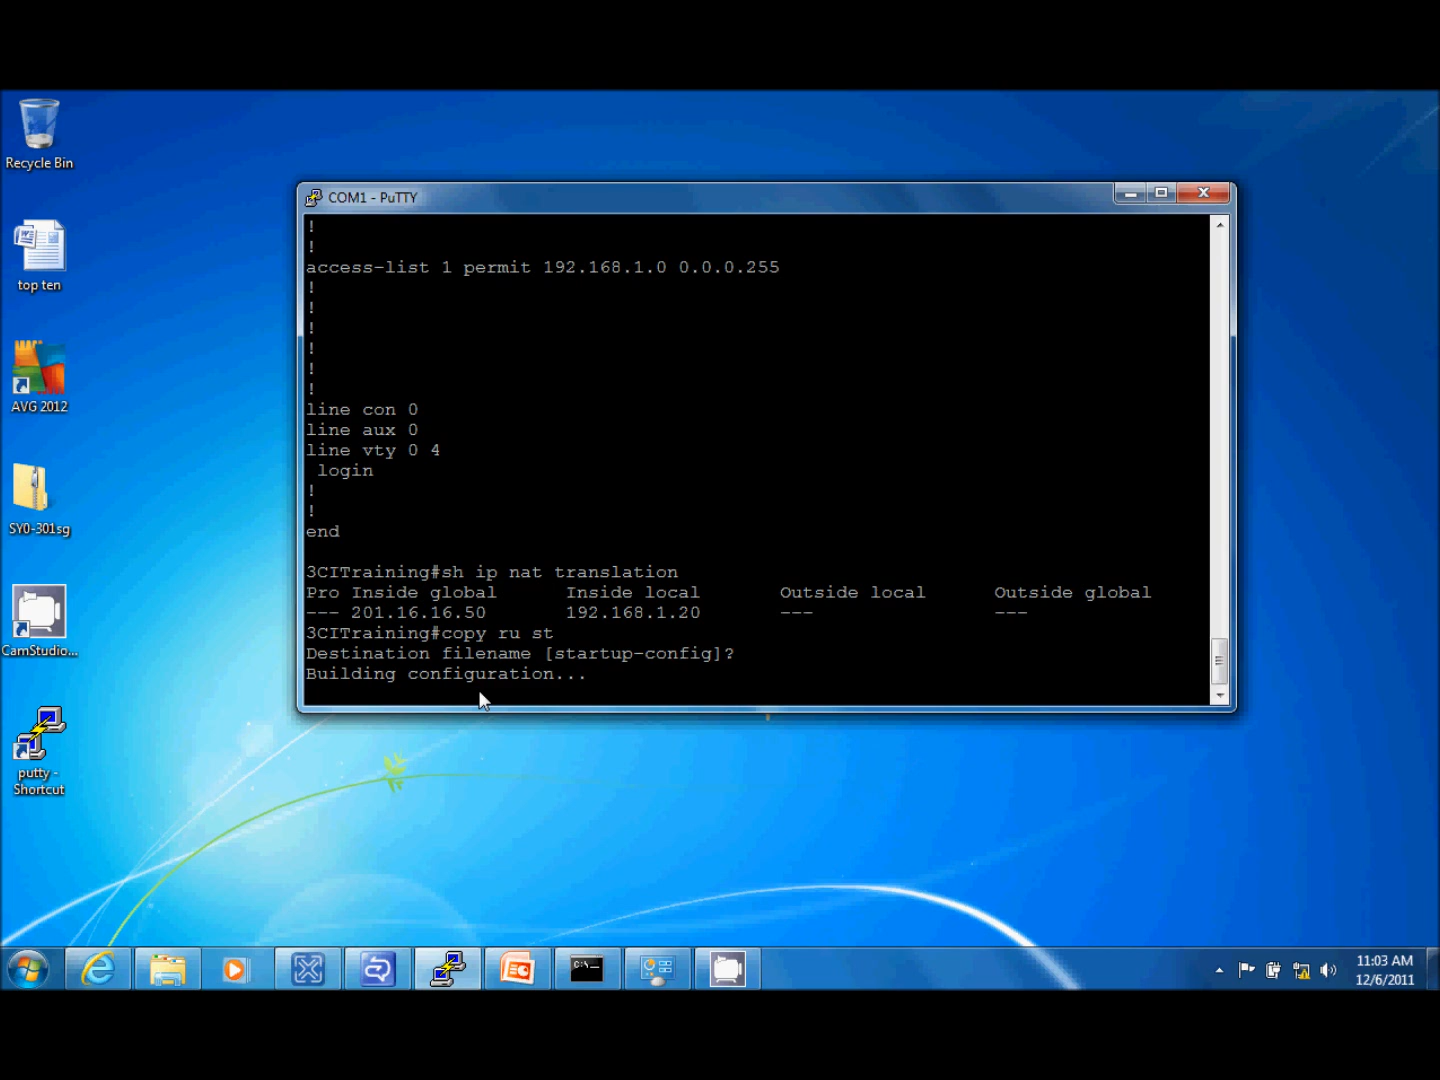 Recycle Bin
top ten
AVG 2012
SY0-301sg
CamStudio...
putty -
Shortcut
COM1 - PuTTY
!
!
access-list 1 permit 192.168.1.0 0.0.0.255
!
!
!
!
!
!
line con 0
line aux 0
line vty 0 4
login
!
!
end
3CITraining#sh ip nat translation
Pro Inside global Inside local Outside local Outside global
--- 201.16.16.50 192.168.1.20 --- ---
3CITraining#copy ru st
Destination filename [startup-config]?
Building configuration...
C:\_
11:03 AM
12/6/2011